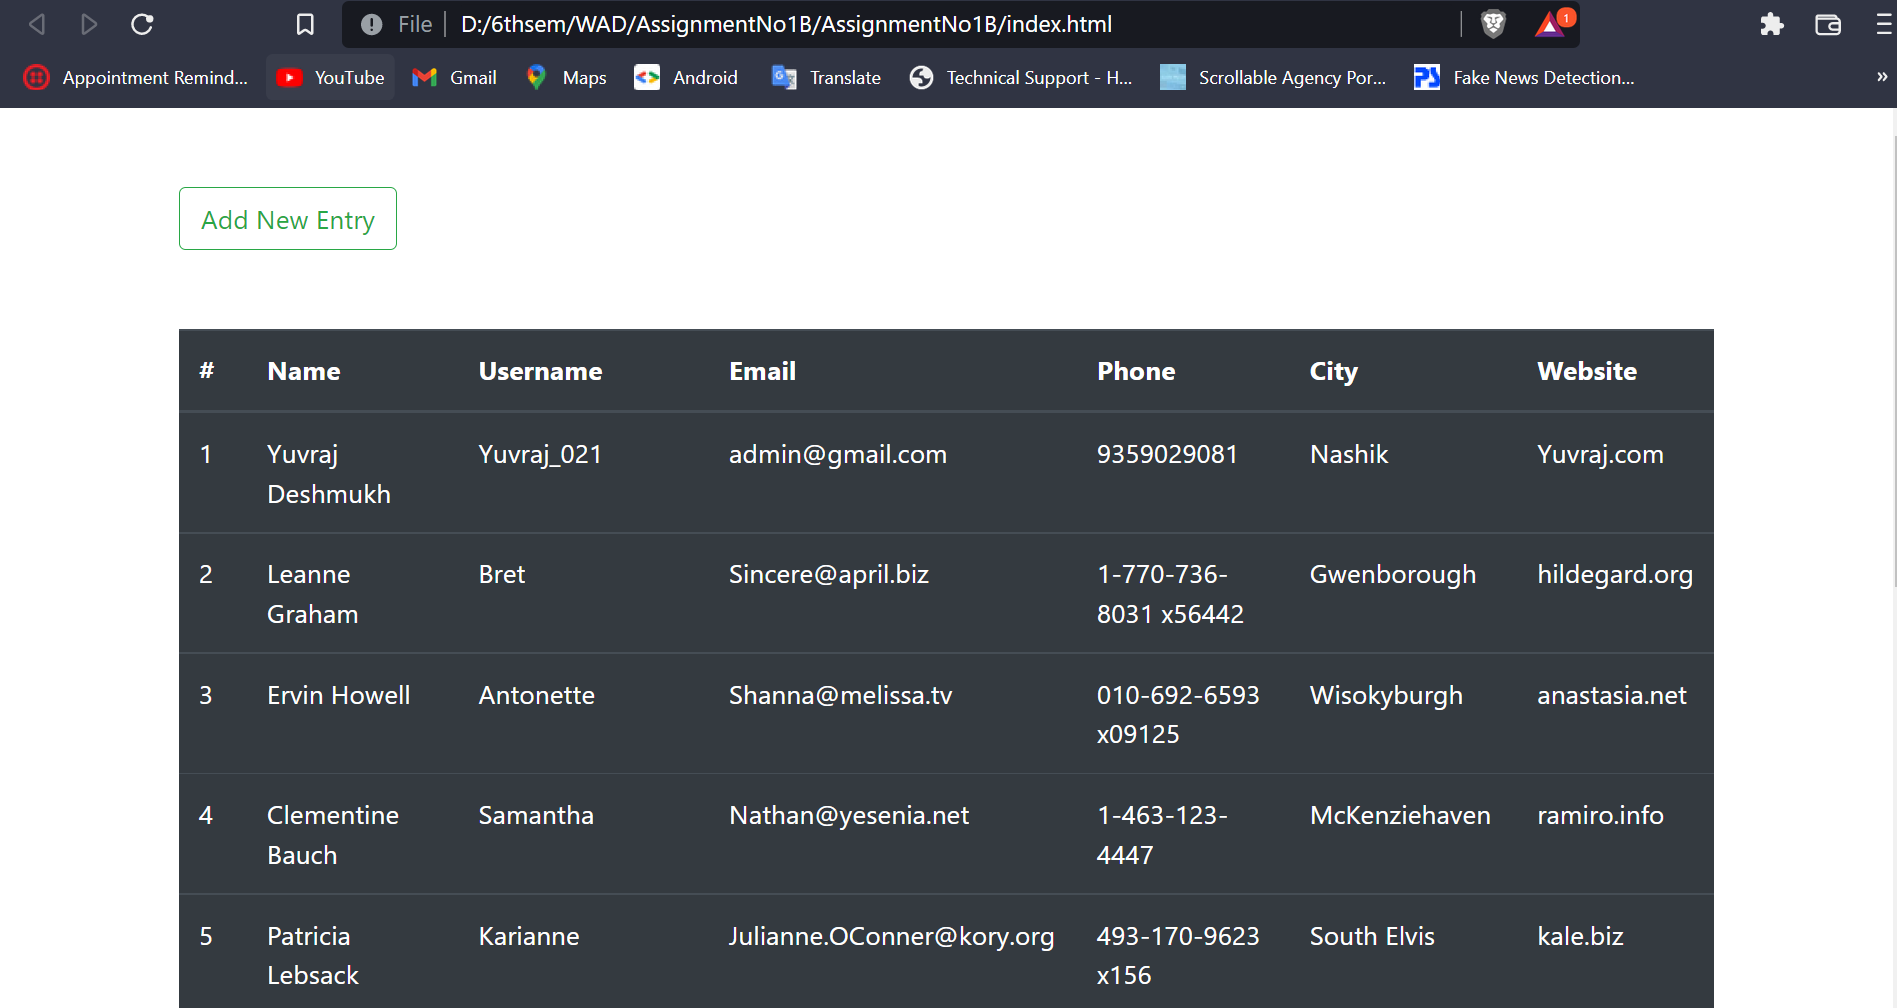 File D:/6thsem/WAD/AssignmentNo1B/AssignmentNo1B/index.html 1
Appointment Remind... YouTube Gmail Maps Android Translate Technical Support - H... Scrollable Agency Por... Fake News Detection... »
Add New Entry
# Name Username Email Phone City Website
1 Yuvraj Yuvraj_021 admin@gmail.com 9359029081 Nashik Yuvraj.com
Deshmukh
2 Leanne Bret Sincere@april.biz 1-770-736- Gwenborough hildegard.org
Graham 8031 x56442
3 Ervin Howell Antonette Shanna@melissa.tv 010-692-6593 Wisokyburgh anastasia.net
x09125
4 Clementine Samantha Nathan@yesenia.net 1-463-123- McKenziehaven ramiro.info
Bauch 4447
5 Patricia Karianne Julianne.OConner@kory.org 493-170-9623 South Elvis kale.biz
Lebsack x156